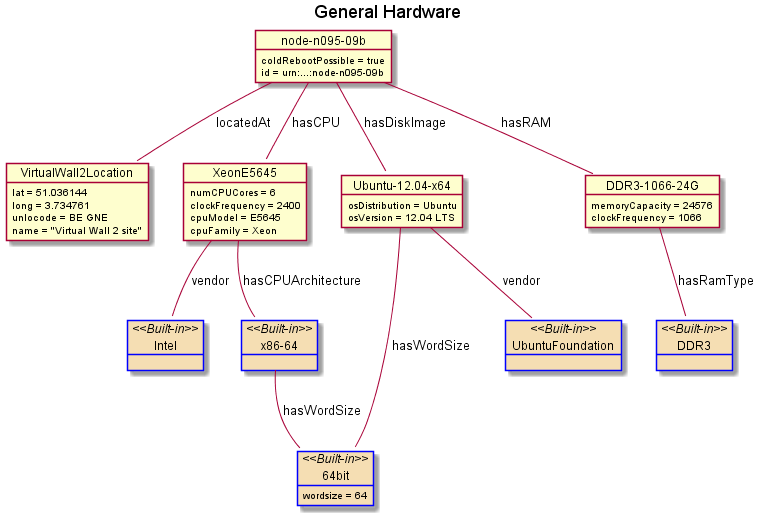 General Hardware
node-n095-09b
coldRebootPossible = true
id = urn:...:node-n095-09b
locatedAt
hasCPU
hasDiskImage
hasRAM
VirtualWall2Location
lat = 51.036144
long = 3.734761
unlocode = BE GNE
name = "Virtual Wall 2 site"
XeonE5645
numCPUCores = 6
clockFrequency = 2400
cpuModel = E5645
cpuFamily = Xeon
Ubuntu-12.04-x64
osDistribution = Ubuntu
osVersion = 12.04 LTS
DDR3-1066-24G
memoryCapacity = 24576
clockFrequency = 1066
vendor
hasCPUArchitecture
vendor
hasRamType
<<Built-in>>
Intel
<<Built-in>>
x86-64
hasWordSize
<<Built-in>>
UbuntuFoundation
<<Built-in>>
DDR3
hasWordSize
<<Built-in>>
64bit
wordsize = 64